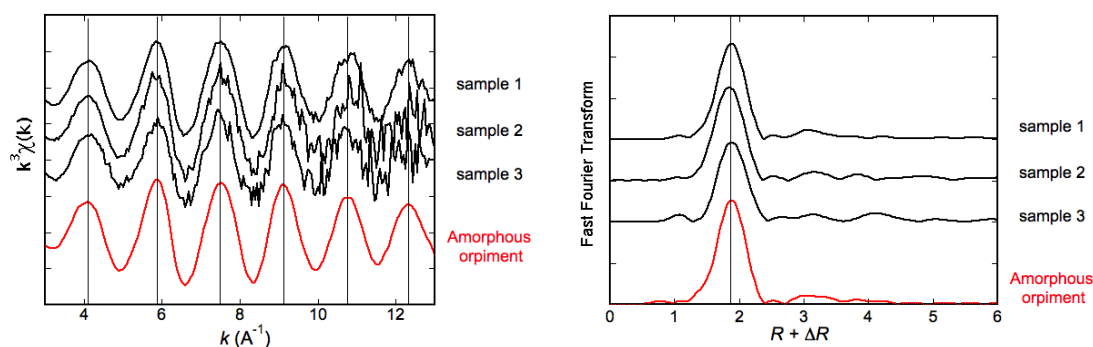 k³χ(k)
sample 1
sample 2
sample 3
Amorphous
orpiment
4 6 8 10 12
k (A⁻¹)
Fast Fourier Transform
sample 1
sample 2
sample 3
Amorphous
orpiment
0 1 2 3 4 5 6
R + ΔR